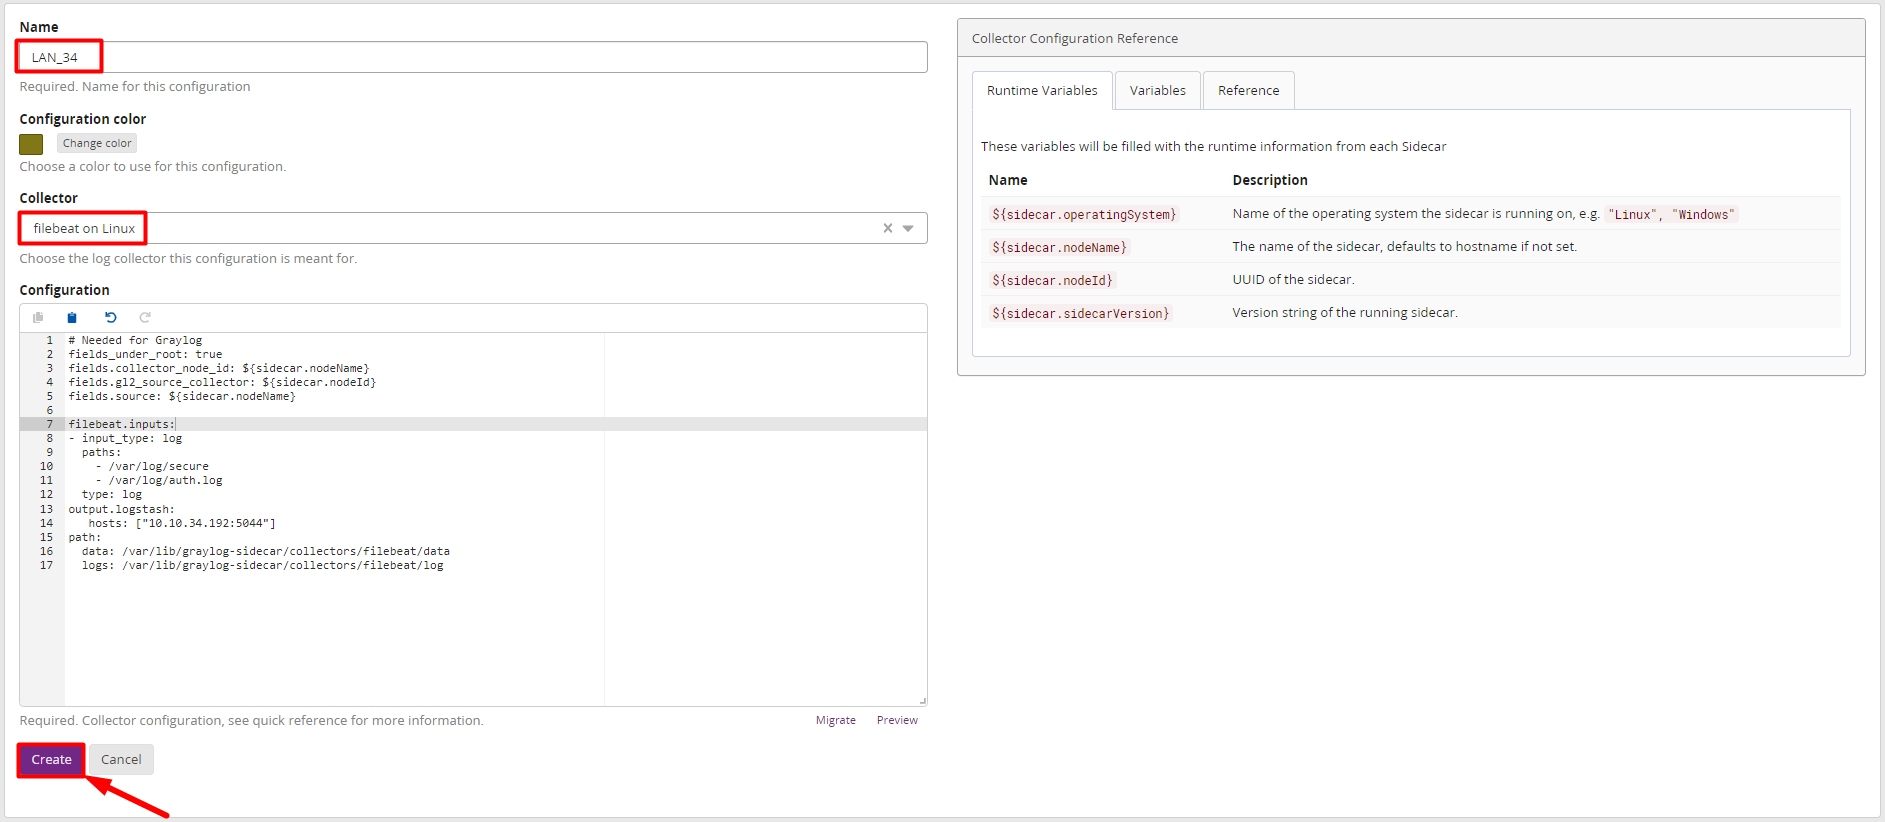 Name
LAN_34
Required. Name for this configuration
Configuration color
Change color
Choose a color to use for this configuration.
Collector
filebeat on Linux
Choose the log collector this configuration is meant for.
Configuration
1 # Needed for Graylog
2 fields_under_root: true
3 fields.collector_node_id: ${sidecar.nodeName}
4 fields.gl2_source_collector: ${sidecar.nodeId}
5 fields.source: ${sidecar.nodeName}
6
7 filebeat.inputs:
8 - input_type: log
9   paths:
10     - /var/log/secure
11     - /var/log/auth.log
12   type: log
13 output.logstash:
14    hosts: ["10.10.34.192:5044"]
15 path:
16   data: /var/lib/graylog-sidecar/collectors/filebeat/data
17   logs: /var/lib/graylog-sidecar/collectors/filebeat/log
Required. Collector configuration, see quick reference for more information.
Migrate Preview
Create Cancel
Collector Configuration Reference
Runtime Variables Variables Reference
These variables will be filled with the runtime information from each Sidecar
Name Description
${sidecar.operatingSystem} Name of the operating system the sidecar is running on, e.g. "Linux", "Windows"
${sidecar.nodeName} The name of the sidecar, defaults to hostname if not set.
${sidecar.nodeId} UUID of the sidecar.
${sidecar.sidecarVersion} Version string of the running sidecar.